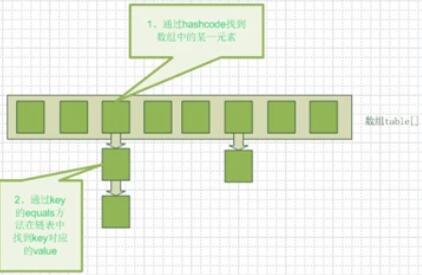 1、通过hashcode找到
数组中的某一元素
数组table[]
2、通过key
的equals方
法在链表中
找到key对应
的value